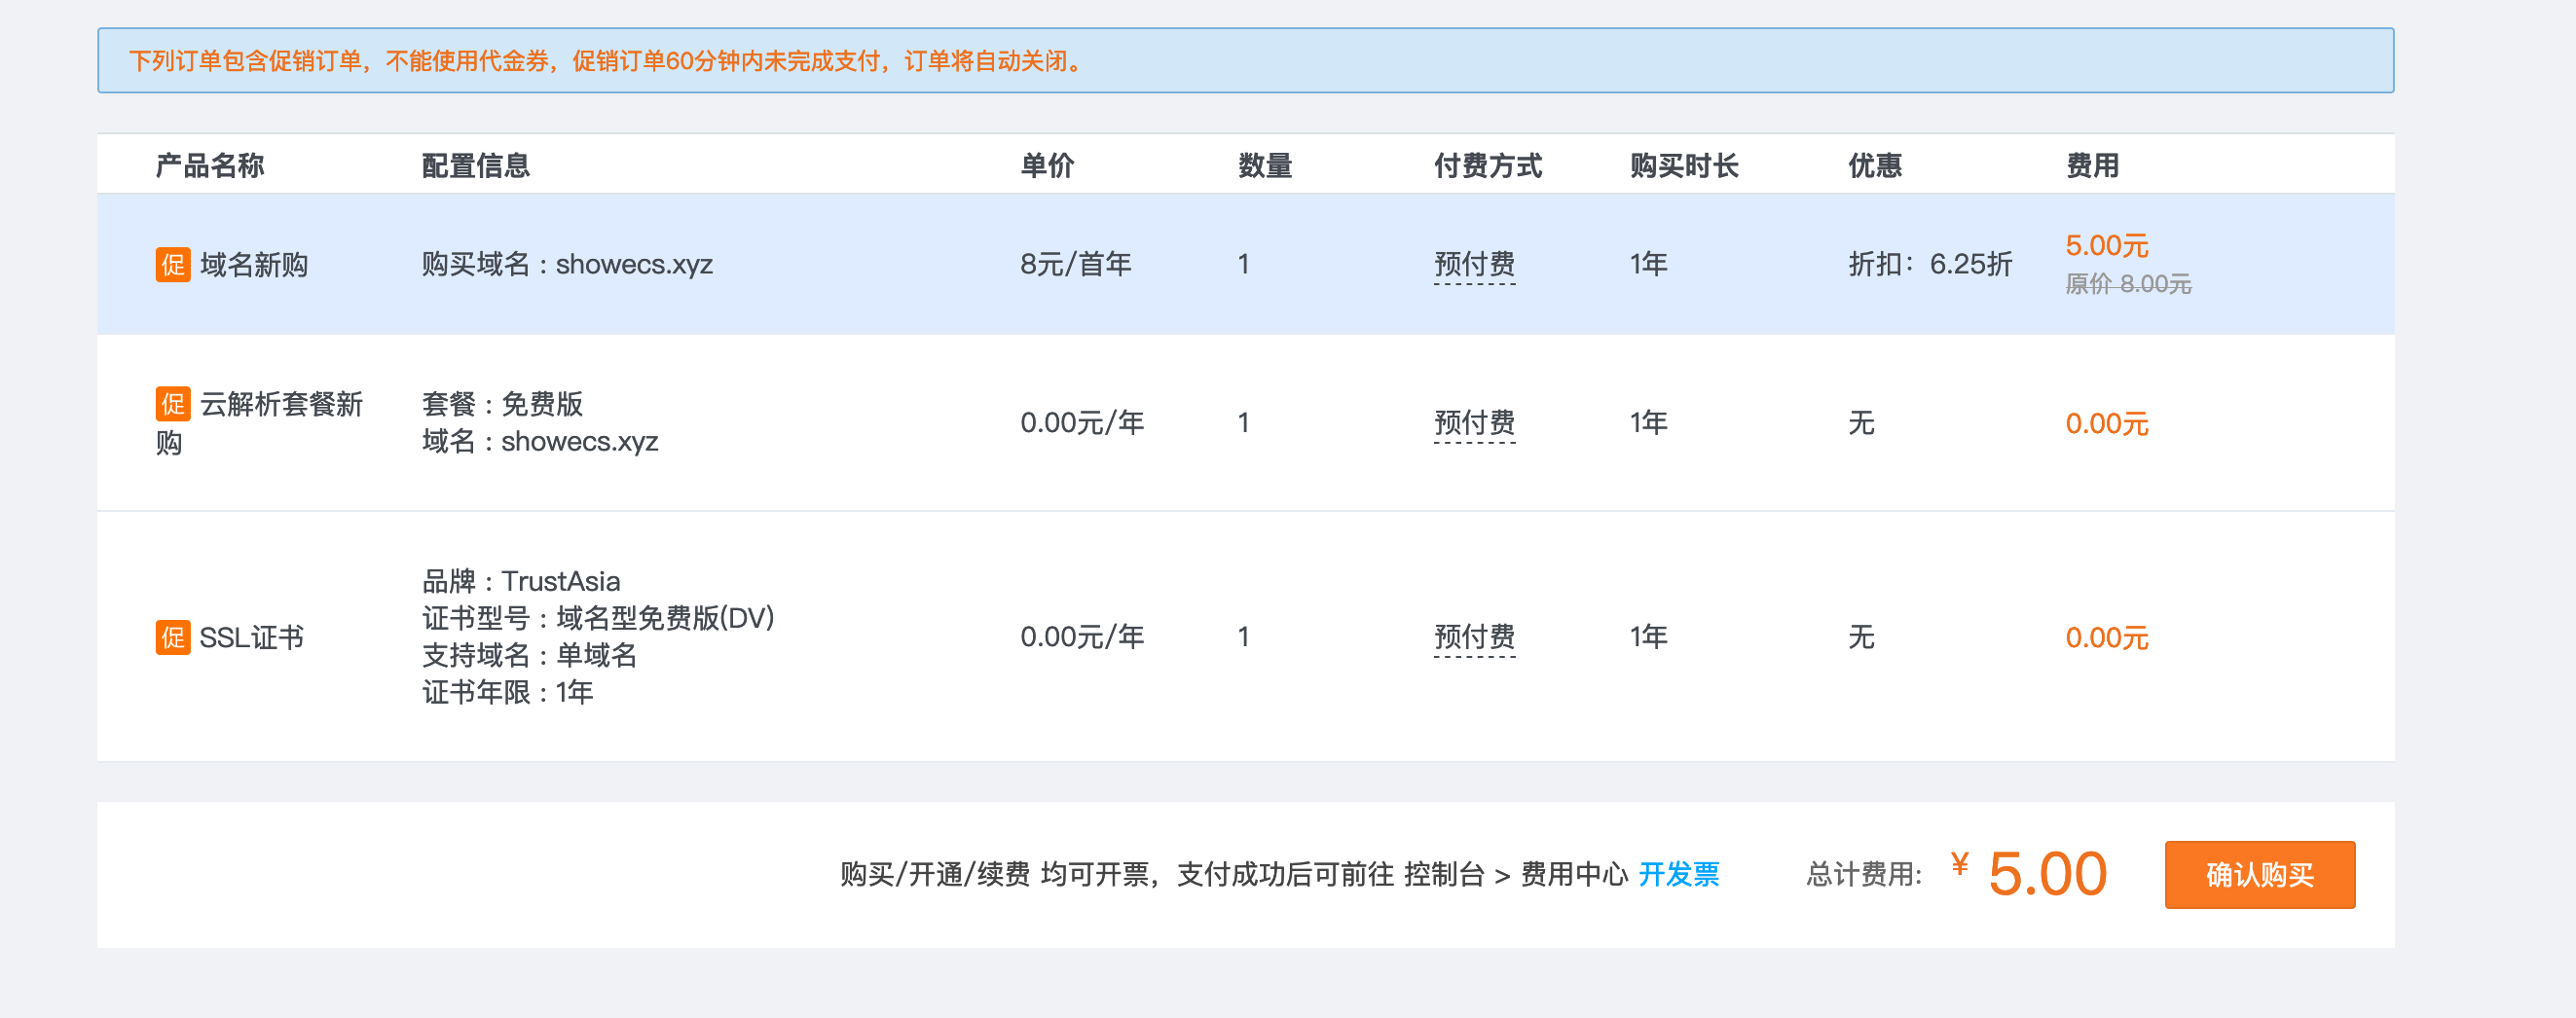 下列订单包含促销订单，不能使用代金券，促销订单60分钟内未完成支付，订单将自动关闭。
产品名称 配置信息 单价 数量 付费方式 购买时长 优惠 费用
促 域名新购 购买域名：showecs.xyz 8元/首年 1 预付费 1年 折扣：6.25折 5.00元
原价 8.00元
促 云解析套餐新购 套餐：免费版
域名：showecs.xyz
0.00元/年 1 预付费 1年 无 0.00元
促 SSL证书
品牌：TrustAsia
证书型号：域名型免费版(DV)
支持域名：单域名
证书年限：1年
0.00元/年 1 预付费 1年 无 0.00元
购买/开通/续费 均可开票，支付成功后可前往 控制台 > 费用中心 开发票 总计费用: ¥ 5.00 确认购买